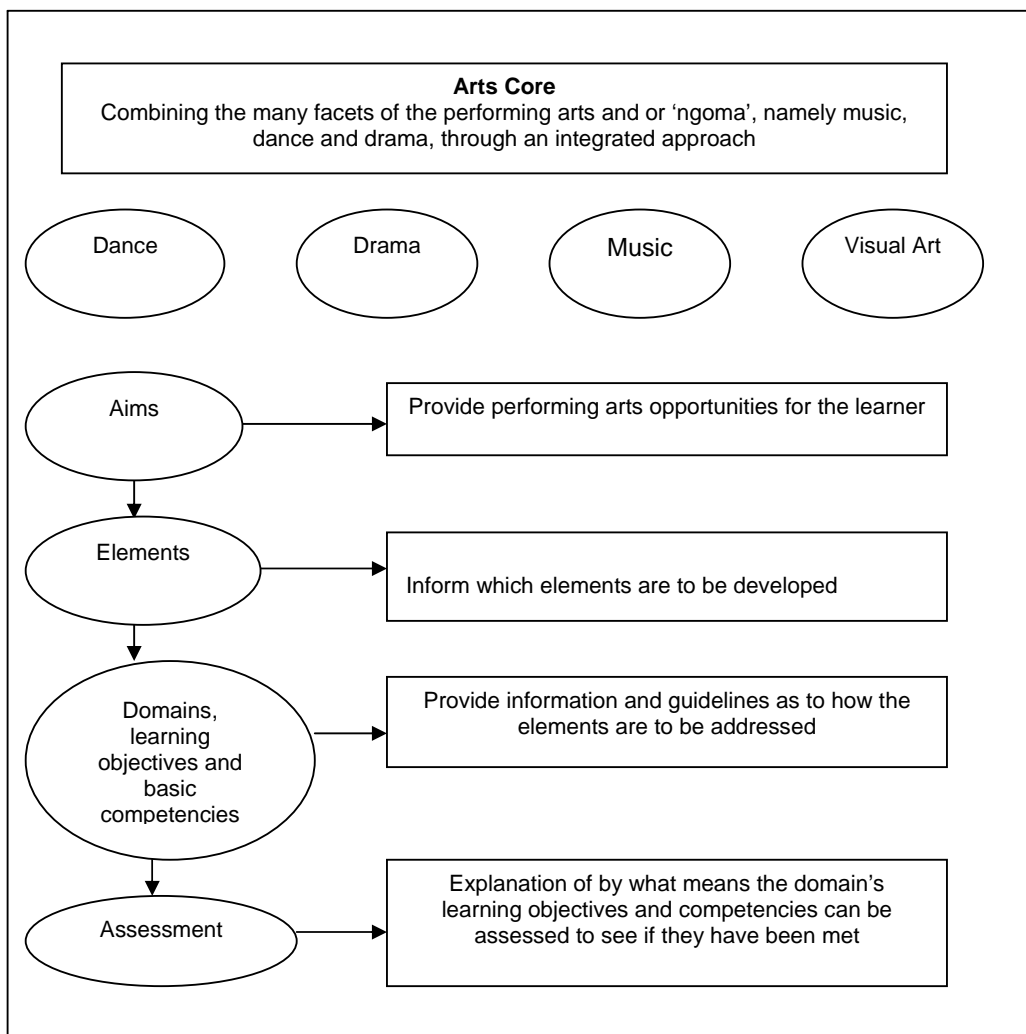 Arts Core
Combining the many facets of the performing arts and or ‘ngoma’, namely music,
dance and drama, through an integrated approach
Dance
Drama
Music
Visual Art
Aims
Provide performing arts opportunities for the learner
Elements
Inform which elements are to be developed
Domains,
learning
objectives and
basic
competencies
Provide information and guidelines as to how the
elements are to be addressed
Assessment
Explanation of by what means the domain’s
learning objectives and competencies can be
assessed to see if they have been met